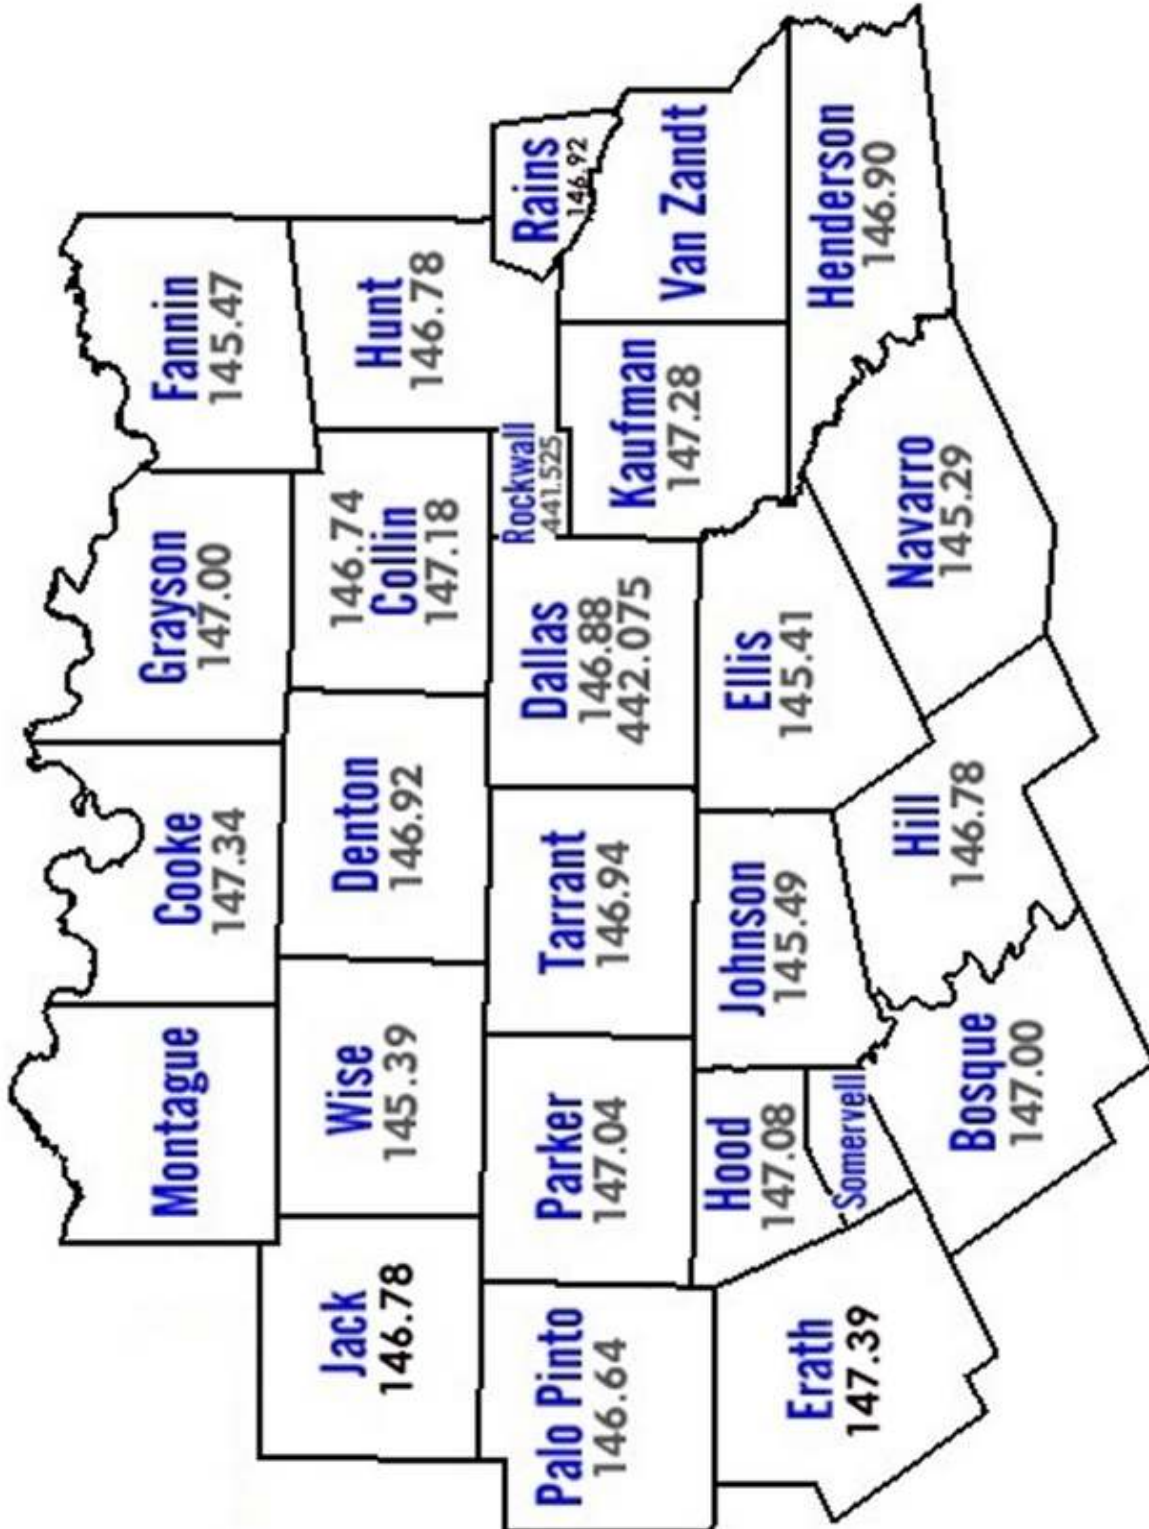 Montague
Cooke
147.34
Grayson
147.00
Fannin
145.47
Jack
146.78
Wise
145.39
Denton
146.92
146.74
Collin
147.18
Hunt
146.78
Palo Pinto
146.64
Parker
147.04
Tarrant
146.94
Dallas
146.88
442.075
Rockwall
441.525
Kaufman
147.28
Rains
146.92
Van Zandt
Erath
147.39
Hood
147.08
Somervell
Johnson
145.49
Ellis
145.41
Henderson
146.90
Bosque
147.00
Hill
146.78
Navarro
145.29